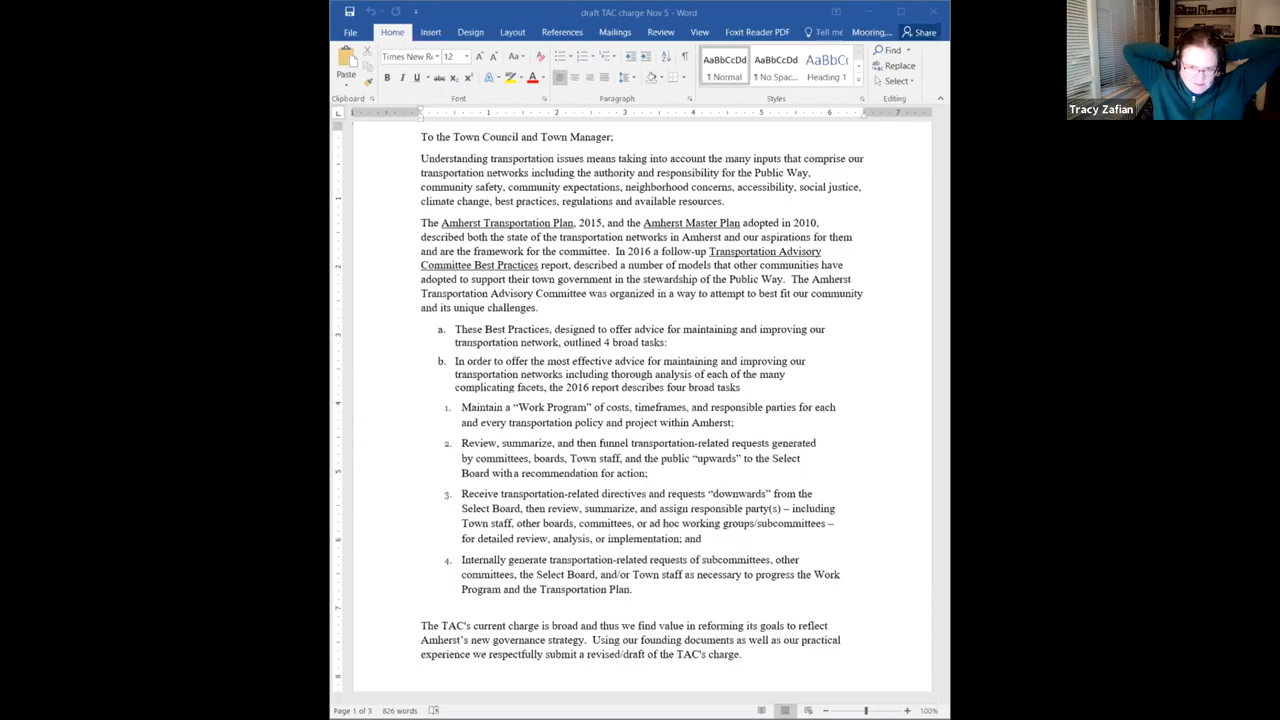 draft TAC charge Nov 5 - Word
File Home Insert Design Layout References Mailings Review View Foxit Reader PDF Tell me Mooring,... Share
Times New Ro 12
Paste
Find
Replace
Select
AaBbCcDd AaBbCcDd AaBbC
¶ Normal ¶ No Spac... Heading 1
Clipboard Font Paragraph Styles Editing
Tracy Zafian
To the Town Council and Town Manager;
Understanding transportation issues means taking into account the many inputs that comprise our
transportation networks including the authority and responsibility for the Public Way,
community safety, community expectations, neighborhood concerns, accessibility, social justice,
climate change, best practices, regulations and available resources.
The Amherst Transportation Plan, 2015, and the Amherst Master Plan adopted in 2010,
described both the state of the transportation networks in Amherst and our aspirations for them
and are the framework for the committee. In 2016 a follow-up Transportation Advisory
Committee Best Practices report, described a number of models that other communities have
adopted to support their town government in the stewardship of the Public Way. The Amherst
Transportation Advisory Committee was organized in a way to attempt to best fit our community
and its unique challenges.
a. These Best Practices, designed to offer advice for maintaining and improving our
transportation network, outlined 4 broad tasks:
b. In order to offer the most effective advice for maintaining and improving our
transportation networks including thorough analysis of each of the many
complicating facets, the 2016 report describes four broad tasks
1. Maintain a “Work Program” of costs, timeframes, and responsible parties for each
and every transportation policy and project within Amherst;
2. Review, summarize, and then funnel transportation-related requests generated
by committees, boards, Town staff, and the public “upwards” to the Select
Board with a recommendation for action;
3. Receive transportation-related directives and requests “downwards” from the
Select Board, then review, summarize, and assign responsible party(s) – including
Town staff, other boards, committees, or ad hoc working groups/subcommittees –
for detailed review, analysis, or implementation; and
4. Internally generate transportation-related requests of subcommittees, other
committees, the Select Board, and/or Town staff as necessary to progress the Work
Program and the Transportation Plan.
The TAC's current charge is broad and thus we find value in reforming its goals to reflect
Amherst’s new governance strategy. Using our founding documents as well as our practical
experience we respectfully submit a revised/draft of the TAC's charge.
Page 1 of 3 826 words 100%